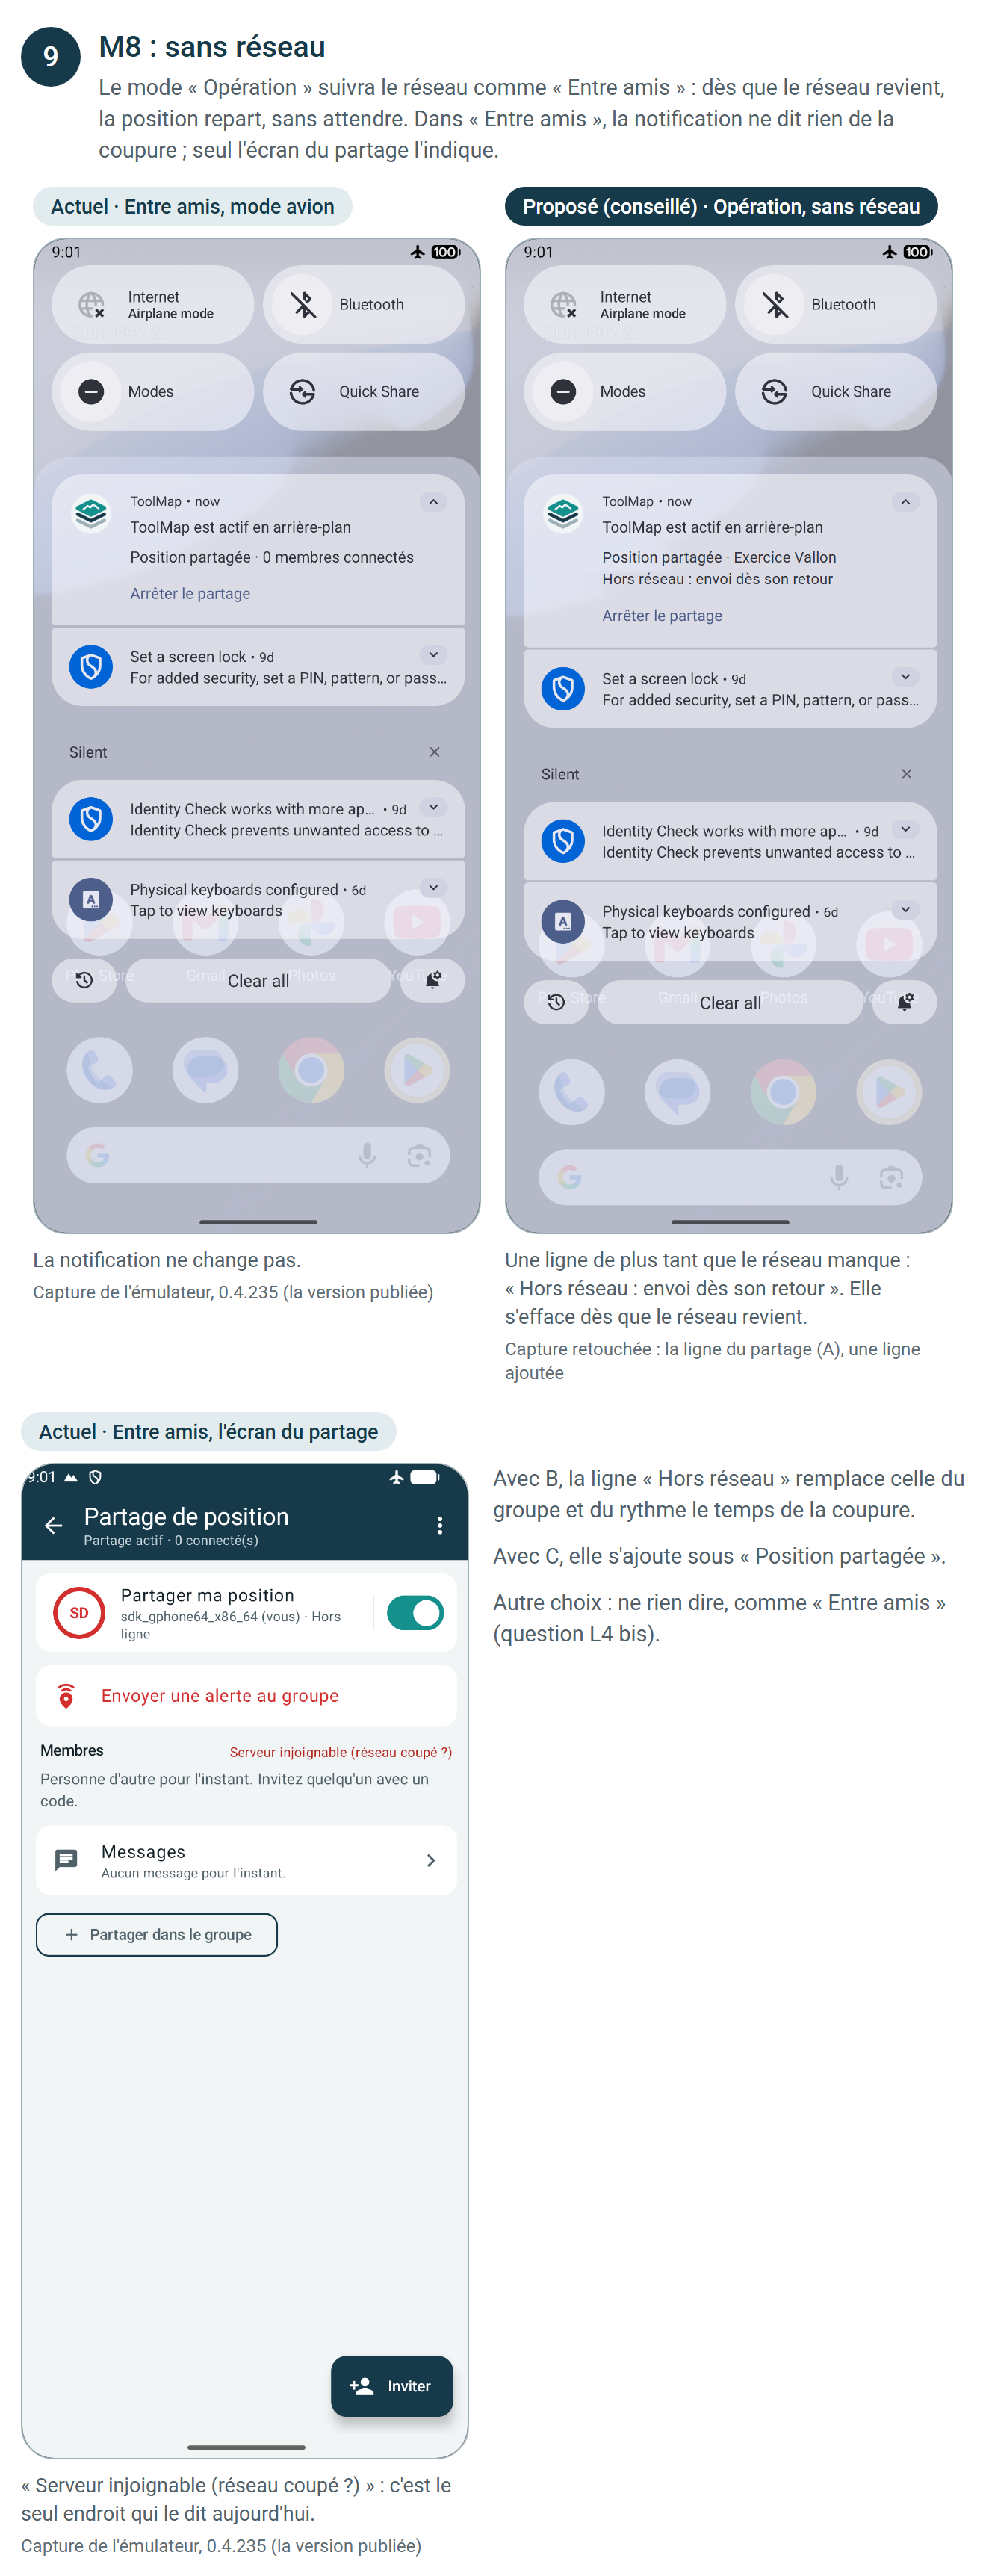 9
M8 : sans réseau
Le mode « Opération » suivra le réseau comme « Entre amis » : dès que le réseau revient,
la position repart, sans attendre. Dans « Entre amis », la notification ne dit rien de la
coupure ; seul l'écran du partage l'indique.
Actuel · Entre amis, mode avion
9:01
100
Internet
Airplane mode
Bluetooth
Sun, Nov 22
Modes
Quick Share
ToolMap • now
ToolMap est actif en arrière-plan
Position partagée · 0 membres connectés
Arrêter le partage
Set a screen lock • 9d
For added security, set a PIN, pattern, or pass...
Silent
Identity Check works with more ap... • 9d
Identity Check prevents unwanted access to ...
Physical keyboards configured • 6d
Tap to view keyboards
Store
Gmail
Photos
YouTube
Clear all
La notification ne change pas.
Capture de l'émulateur, 0.4.235 (la version publiée)
Proposé (conseillé) · Opération, sans réseau
9:01
100
Internet
Airplane mode
Bluetooth
Sun, Nov 22
Modes
Quick Share
ToolMap • now
ToolMap est actif en arrière-plan
Position partagée · Exercice Vallon
Hors réseau : envoi dès son retour
Arrêter le partage
Set a screen lock • 9d
For added security, set a PIN, pattern, or pass...
Silent
Identity Check works with more ap... • 9d
Identity Check prevents unwanted access to ...
Physical keyboards configured • 6d
Tap to view keyboards
Store
Gmail
Photos
YouTube
Clear all
Une ligne de plus tant que le réseau manque :
« Hors réseau : envoi dès son retour ». Elle
s'efface dès que le réseau revient.
Capture retouchée : la ligne du partage (A), une ligne
ajoutée
Actuel · Entre amis, l'écran du partage
9:01
Partage de position
Partage actif · 0 connecté(s)
SD
Partager ma position
sdk_gphone64_x86_64 (vous) · Hors
ligne
Envoyer une alerte au groupe
Membres
Serveur injoignable (réseau coupé ?)
Personne d'autre pour l'instant. Invitez quelqu'un avec un
code.
Messages
Aucun message pour l'instant.
+ Partager dans le groupe
Inviter
« Serveur injoignable (réseau coupé ?) » : c'est le
seul endroit qui le dit aujourd'hui.
Capture de l'émulateur, 0.4.235 (la version publiée)
Avec B, la ligne « Hors réseau » remplace celle du
groupe et du rythme le temps de la coupure.
Avec C, elle s'ajoute sous « Position partagée ».
Autre choix : ne rien dire, comme « Entre amis »
(question L4 bis).